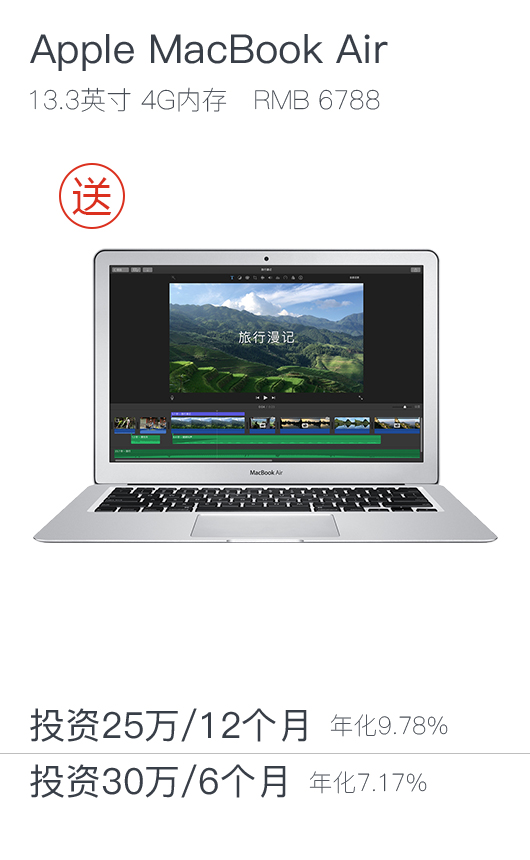 Apple MacBook Air
13.3英寸 4G内存 RMB 6788
送
旅行漫记
MacBook Air
投资25万/12个月 年化9.78%
投资30万/6个月 年化7.17%